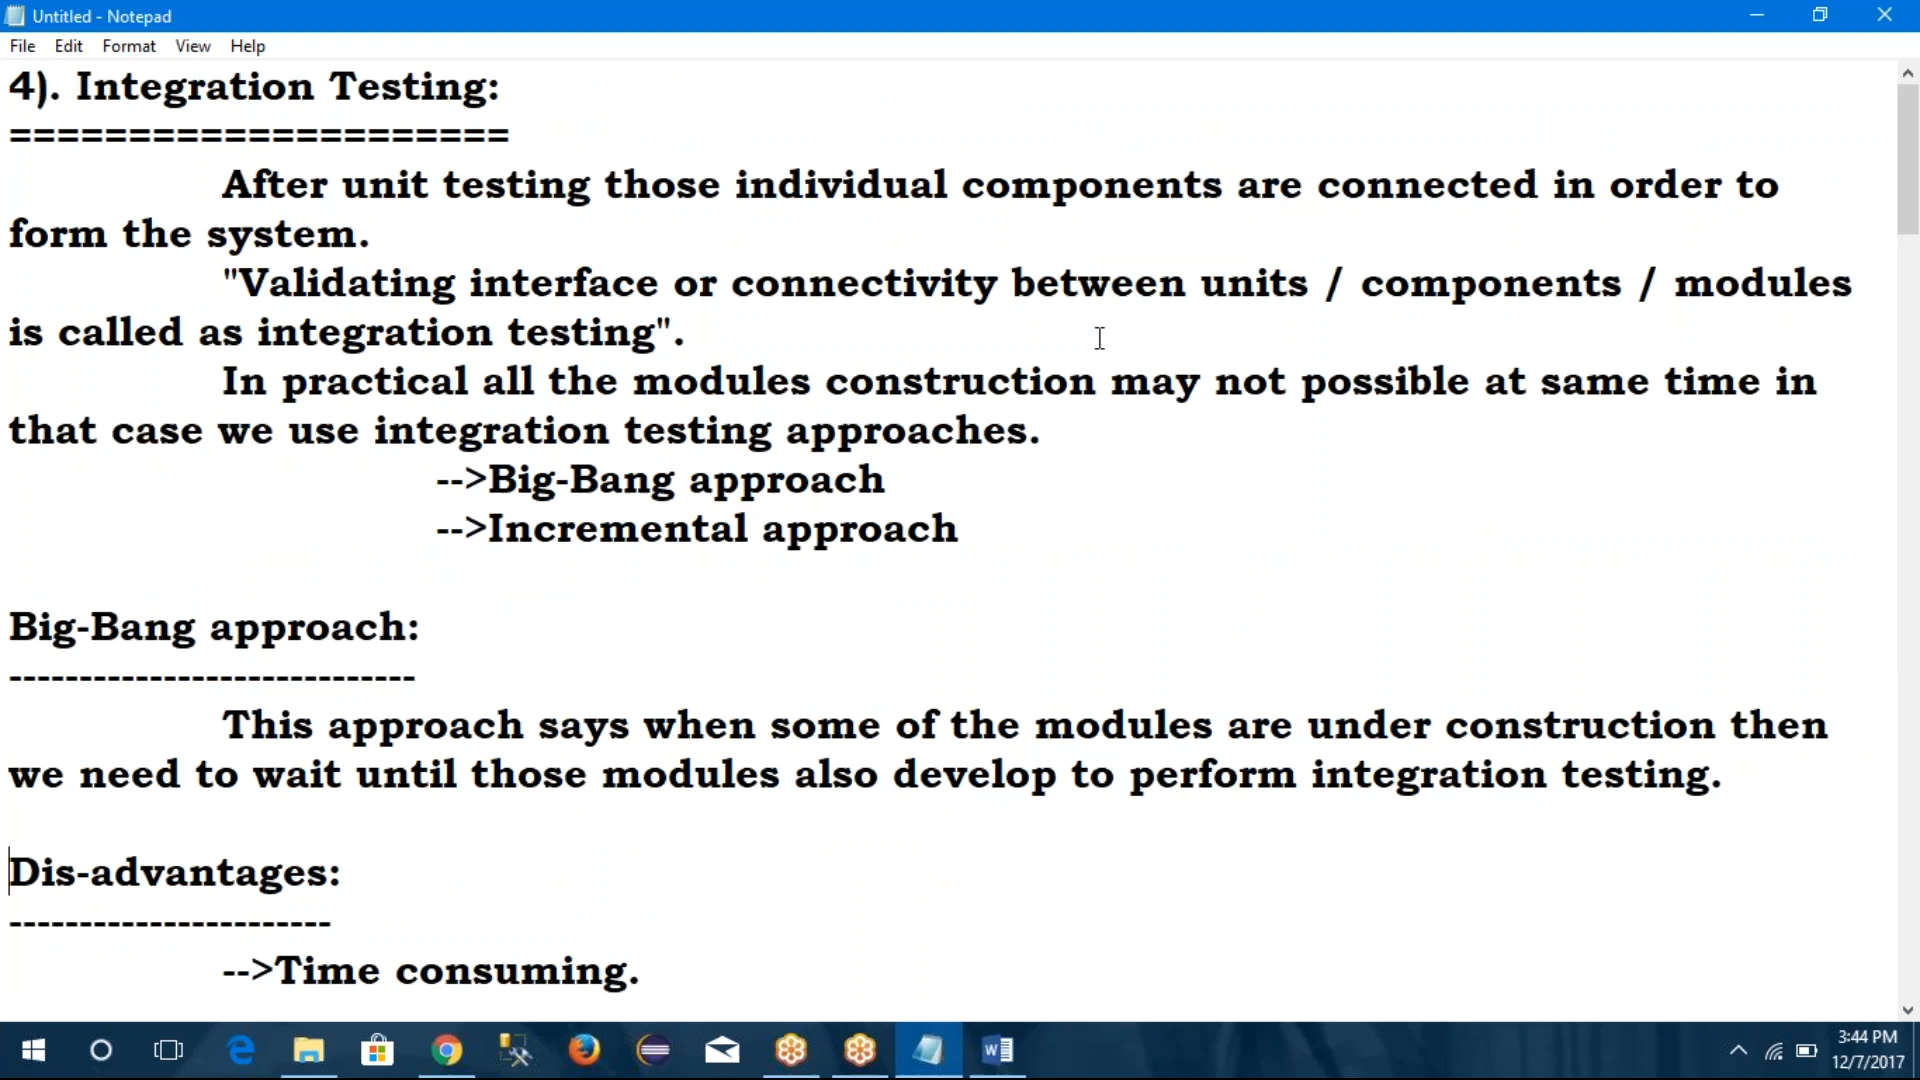 Untitled - Notepad
File Edit Format View Help
4). Integration Testing:
=====================
After unit testing those individual components are connected in order to
form the system.
"Validating interface or connectivity between units / components / modules
is called as integration testing".
In practical all the modules construction may not possible at same time in
that case we use integration testing approaches.
-->Big-Bang approach
-->Incremental approach
Big-Bang approach:
-----------------------------
This approach says when some of the modules are under construction then
we need to wait until those modules also develop to perform integration testing.
Dis-advantages:
-----------------------
-->Time consuming.
3:44 PM
12/7/2017